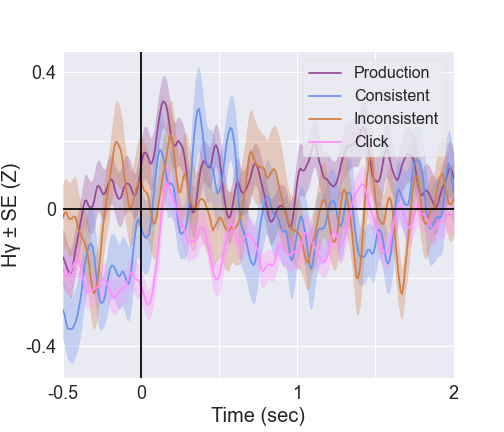 Production
Consistent
Inconsistent
Click
0.4
0
-0.4
Hγ ± SE (Z)
-0.5
0
1
2
Time (sec)